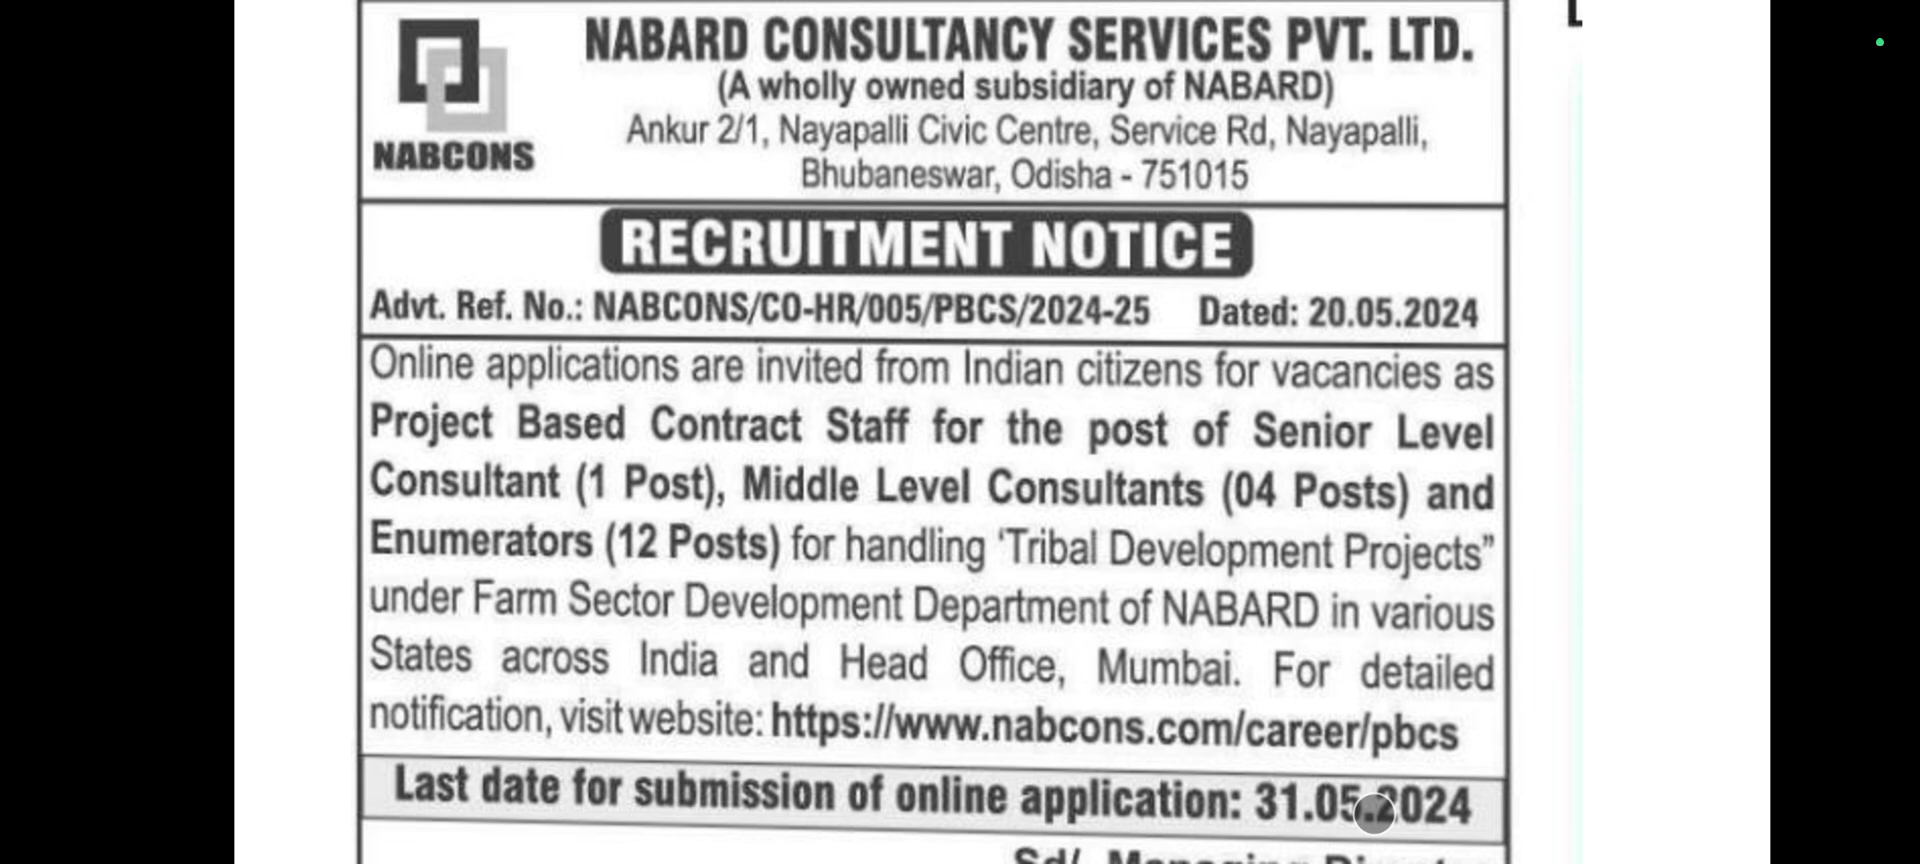 NABCONS
NABARD CONSULTANCY SERVICES PVT. LTD.
(A wholly owned subsidiary of NABARD)
Ankur 2/1, Nayapalli Civic Centre, Service Rd, Nayapalli,
Bhubaneswar, Odisha - 751015
RECRUITMENT NOTICE
Advt. Ref. No.: NABCONS/CO-HR/005/PBCS/2024-25 Dated: 20.05.2024
Online applications are invited from Indian citizens for vacancies as
Project Based Contract Staff for the post of Senior Level
Consultant (1 Post), Middle Level Consultants (04 Posts) and
Enumerators (12 Posts) for handling ‘Tribal Development Projects”
under Farm Sector Development Department of NABARD in various
States across India and Head Office, Mumbai. For detailed
notification, visit website: https://www.nabcons.com/career/pbcs
Last date for submission of online application: 31.05.2024
Sd/- Managing Director